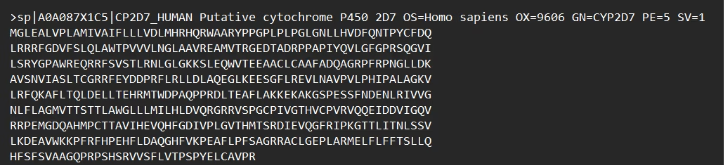 >sp|A0A087X1C5|CP2D7_HUMAN Putative cytochrome P450 2D7 OS=Homo sapiens OX=9606 GN=CYP2D7 PE=5 SV=1
MGLEALVPLAMIVAIFLLLVDLMHRHQRWAARYPPGPLPLPGLGNLLHVDFQNTPYCFDQ
LRRRFGDVFSLQLAWTPVVVLNGLAAVREAMVTRGEDTADRPPAPIYQVLGFGPRSQGVI
LSRYGPAWREQRRFSVSTLRNLGLGKKSLEQWVTEEAACLCAAFADQAGRPFRPNGLLDK
AVSNVIASLTCGRRFEYDDPRFLRLLDLAQEGLKEESGFLREVLNAVPVLPHIPALAGKV
LRFQKAFLTQLDELLTEHRMTWDPAQPPRDLTEAFLAKKEKAKGSPESSFNDENLRIVVG
NLFLAGMVTTSTTLAWGLLLMILHLDVQRGRRVSPGCPIVGTHVCPVRVQQEIDDVIGQV
RRPEMGDQAHMPCTTAVIHEVQHFGDIVPLGVTHMTSRDIEVQGFRIPKGTTLITNLSSV
LKDEAVWKKPFRFHPEHFLDAQGHFVKPEAFLPFSAGRRACLGEPLARMELFLFFTSLLQ
HFSFSVAAGQPRPSHSRVVSFLVTPSPYELCAVPR